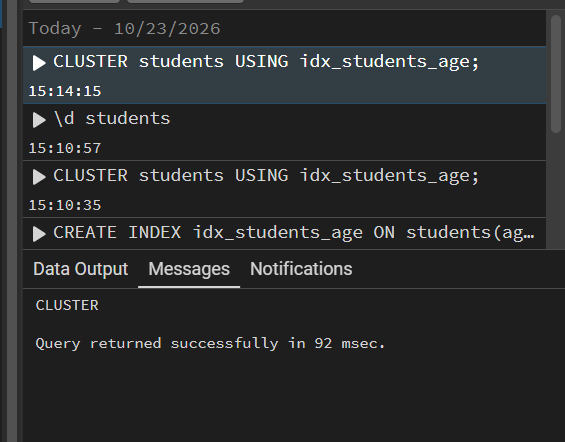 Today - 10/23/2026
CLUSTER students USING idx_students_age;
15:14:15
\d students
15:10:57
CLUSTER students USING idx_students_age;
15:10:35
CREATE INDEX idx_students_age ON students(ag…
Data Output Messages Notifications
CLUSTER
Query returned successfully in 92 msec.